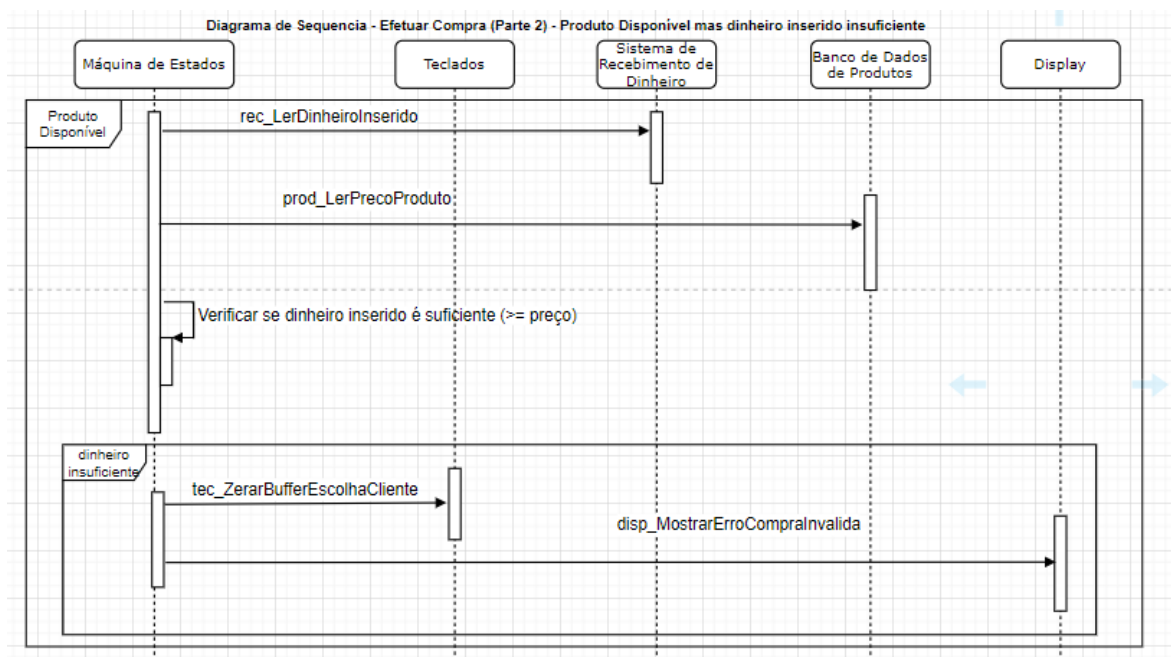 Diagrama de Sequencia - Efetuar Compra (Parte 2) - Produto Disponível mas dinheiro inserido insuficiente
Máquina de Estados
Teclados
Sistema de
Recebimento de
Dinheiro
Banco de Dados
de Produtos
Display
Produto
Disponível
rec_LerDinheiroInserido
prod_LerPrecoProduto
Verificar se dinheiro inserido é suficiente (>= preço)
dinheiro
insuficiente
tec_ZerarBufferEscolhaCliente
disp_MostrarErroCompraInvalida